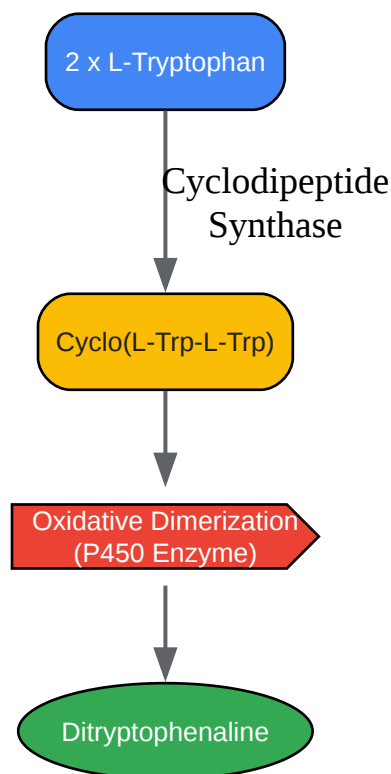 2 x L-Tryptophan
Cyclodipeptide
Synthase
Cyclo(L-Trp-L-Trp)
Oxidative Dimerization
(P450 Enzyme)
Ditryptophenaline